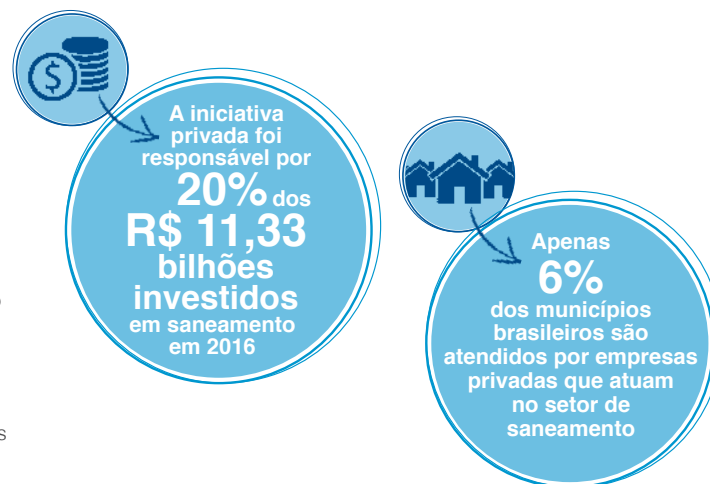 A iniciativa
privada foi
responsável por
20% dos
R$ 11,33
bilhões
investidos
em saneamento
em 2016
Apenas
6%
dos municípios
brasileiros são
atendidos por empresas
privadas que atuam
no setor de
saneamento